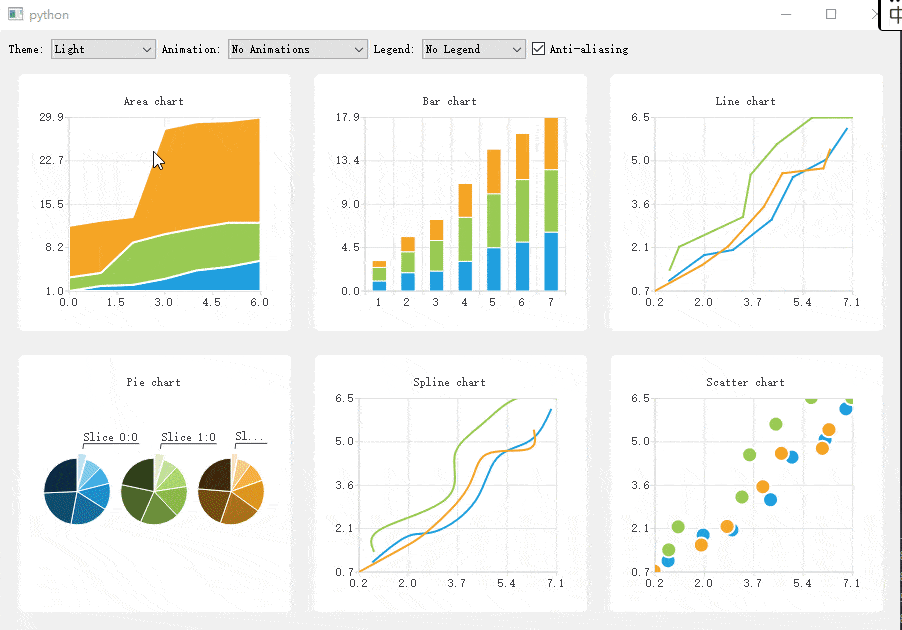 python
中
Theme: Light Animation: No Animations Legend: No Legend Anti-aliasing
Area chart
29.9
22.7
15.5
8.2
1.0
0.0 1.5 3.0 4.5 6.0
Bar chart
17.9
13.4
9.0
4.5
0.0
1 2 3 4 5 6 7
Line chart
6.5
5.0
3.6
2.1
0.7
0.2 2.0 3.7 5.4 7.1
Pie chart
Slice 0:0 Slice 1:0 Sl...
Spline chart
6.5
5.0
3.6
2.1
0.7
0.2 2.0 3.7 5.4 7.1
Scatter chart
6.5
5.0
3.6
2.1
0.7
0.2 2.0 3.7 5.4 7.1